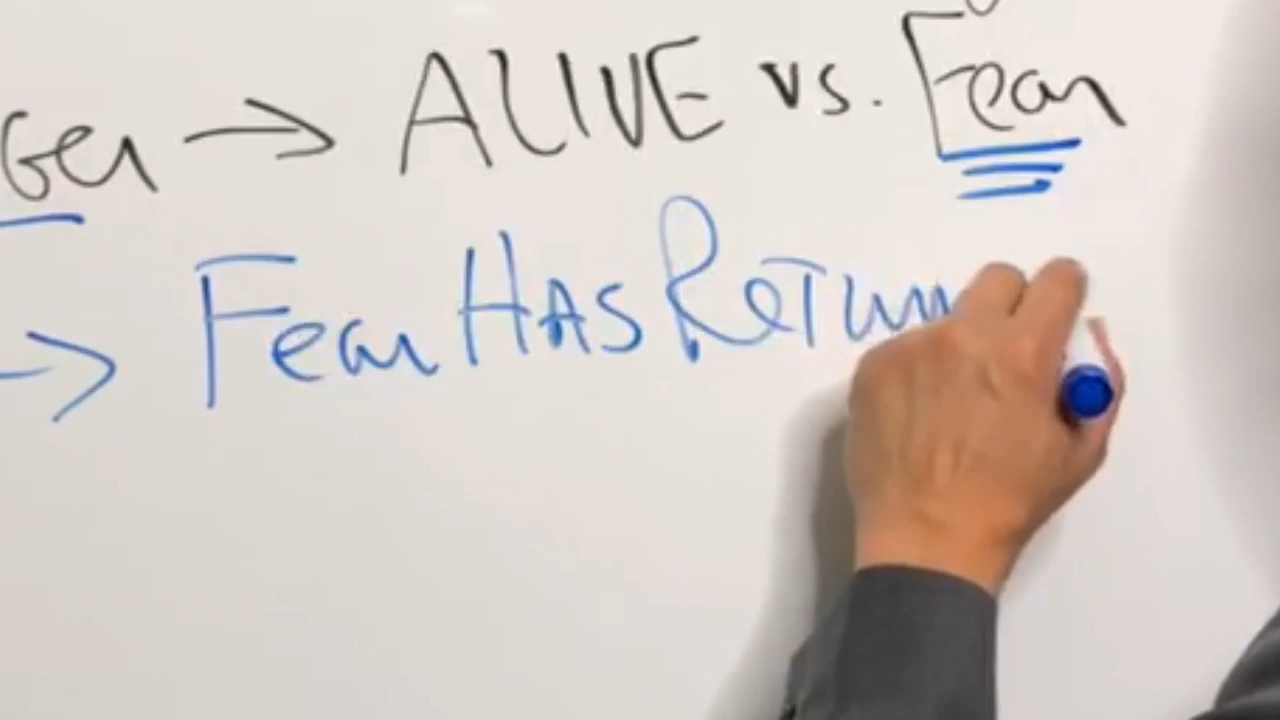 Ger → ALIVE vs. Fear
→ Fear HAS RETURN